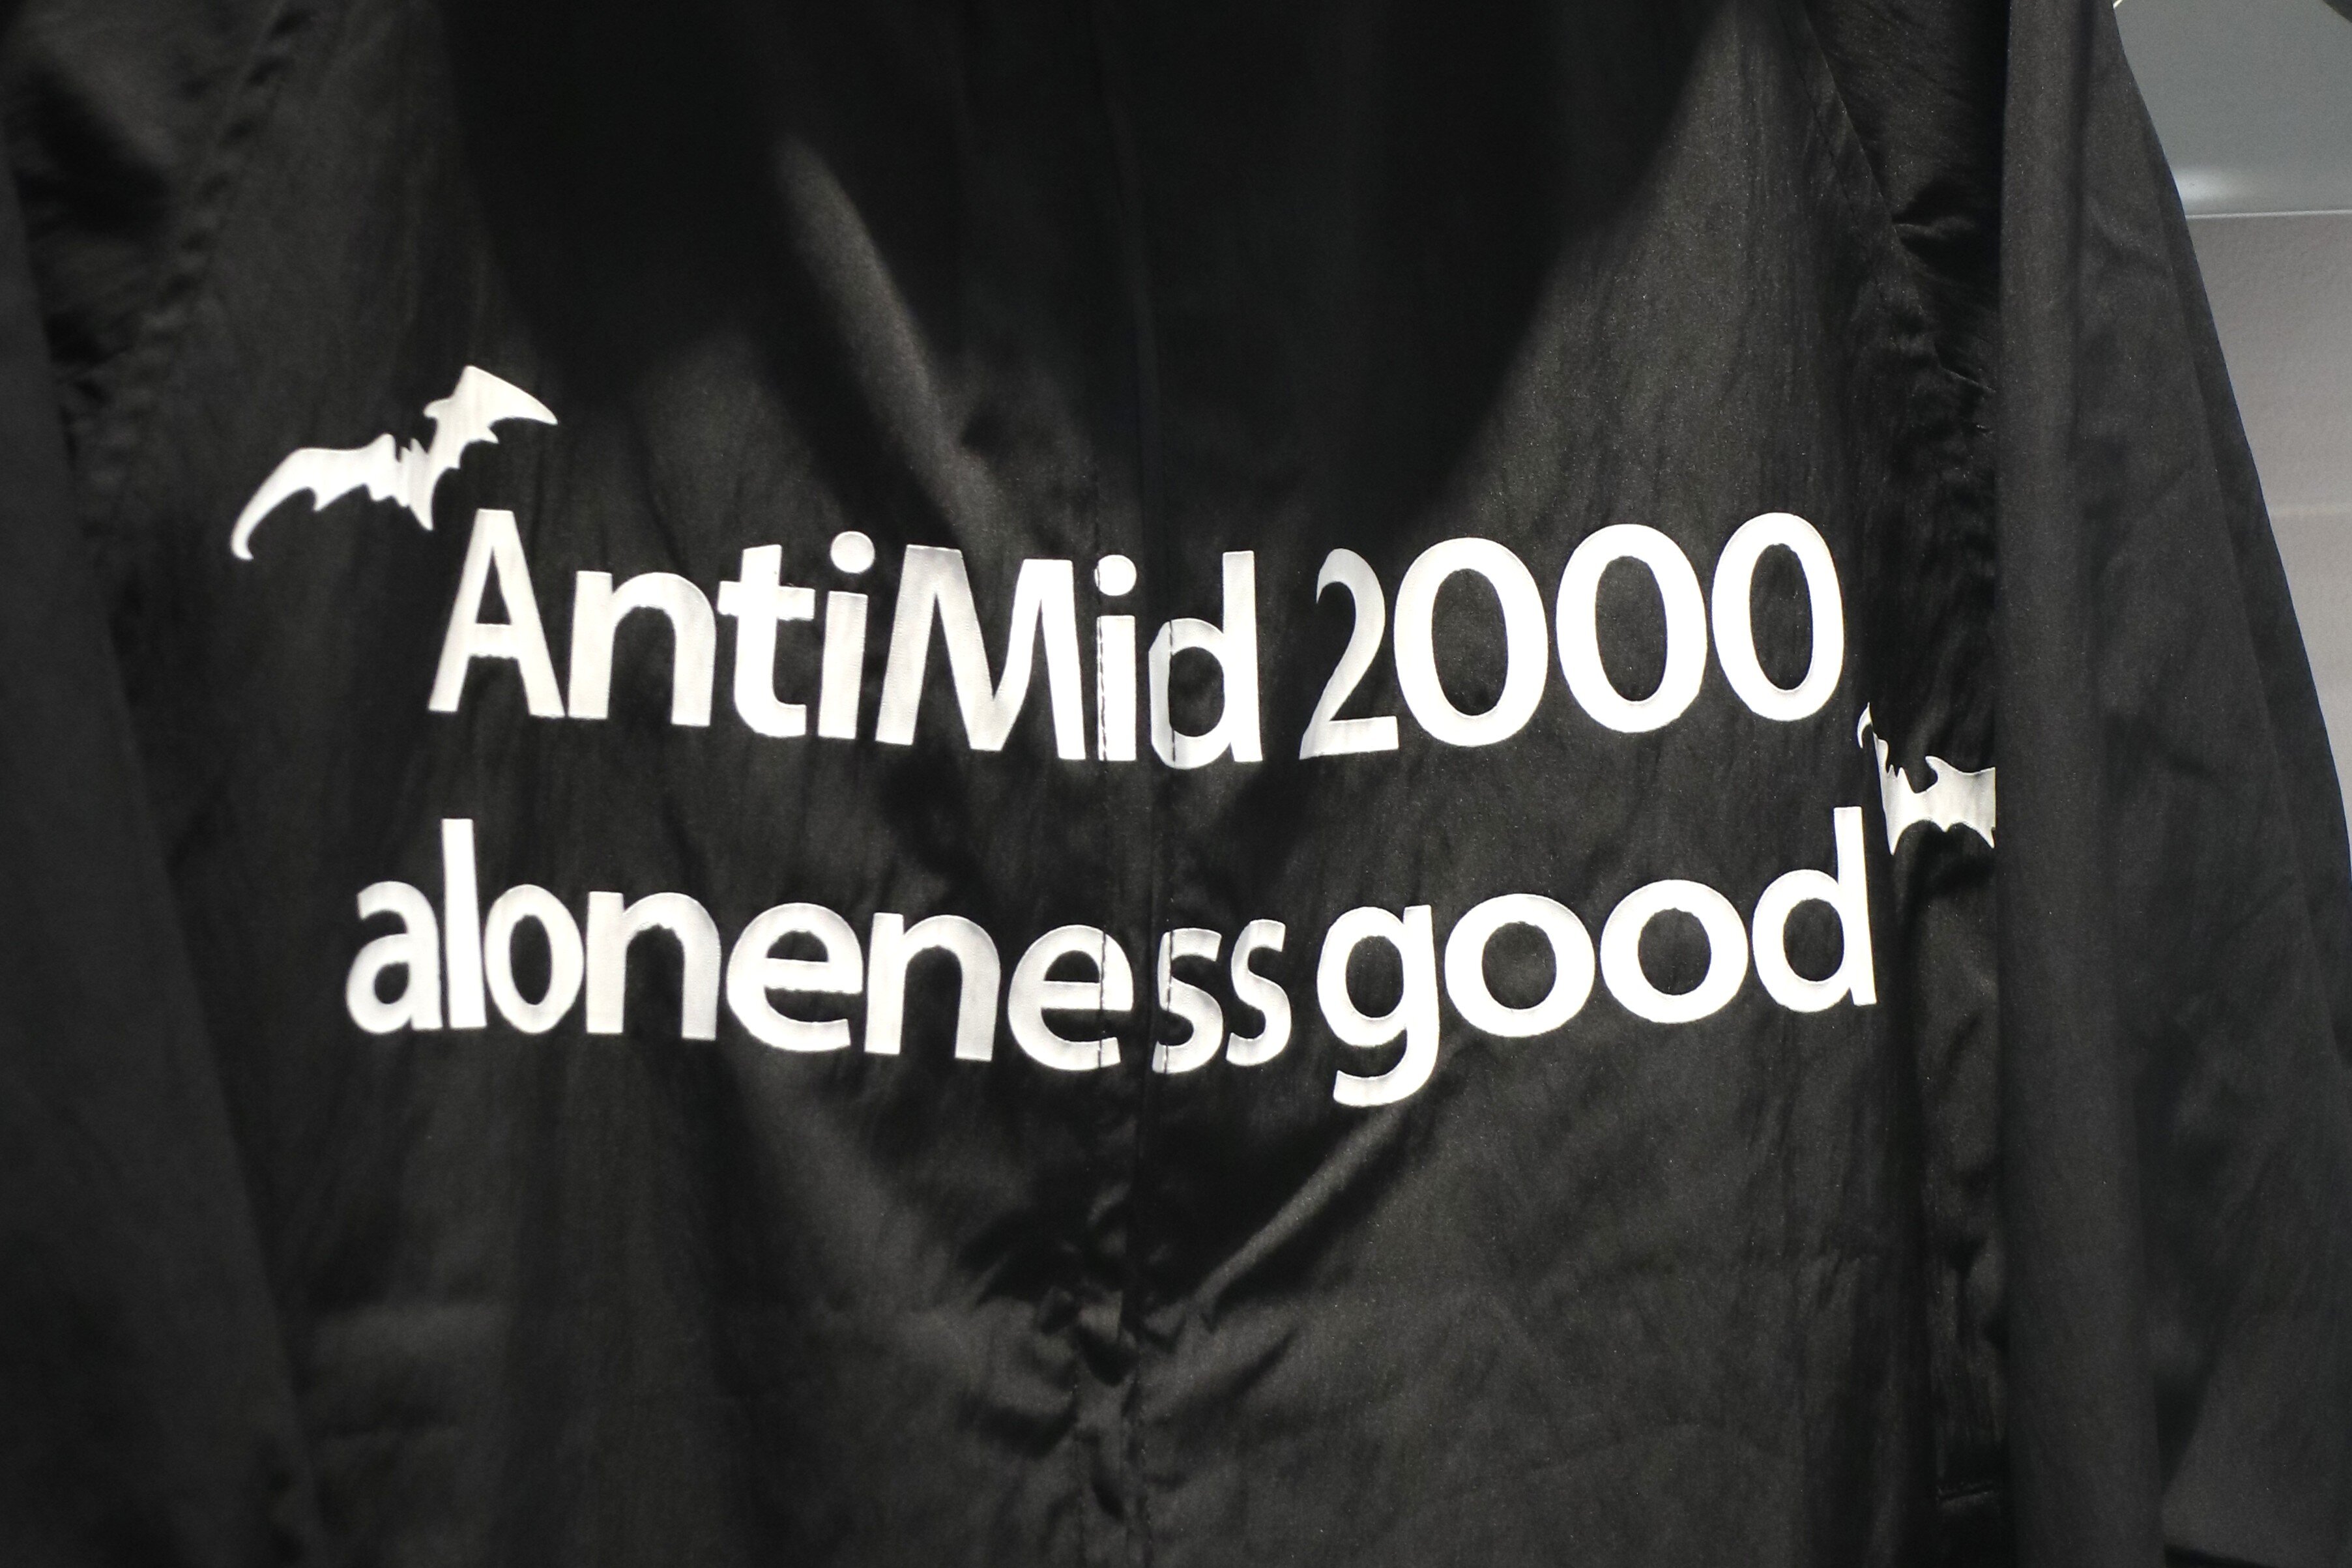 AntiMid 2000
aloneness good